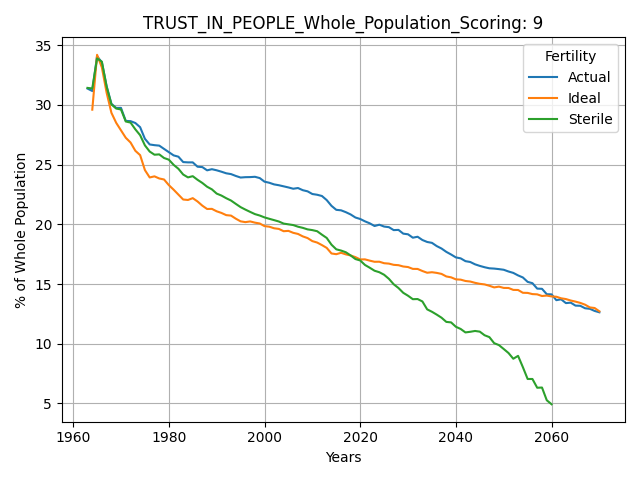 TRUST_IN_PEOPLE_Whole_Population_Scoring: 9
% of Whole Population
35
30
25
20
15
10
5
Fertility
Actual
Ideal
Sterile
1960 1980 2000 2020 2040 2060
Years